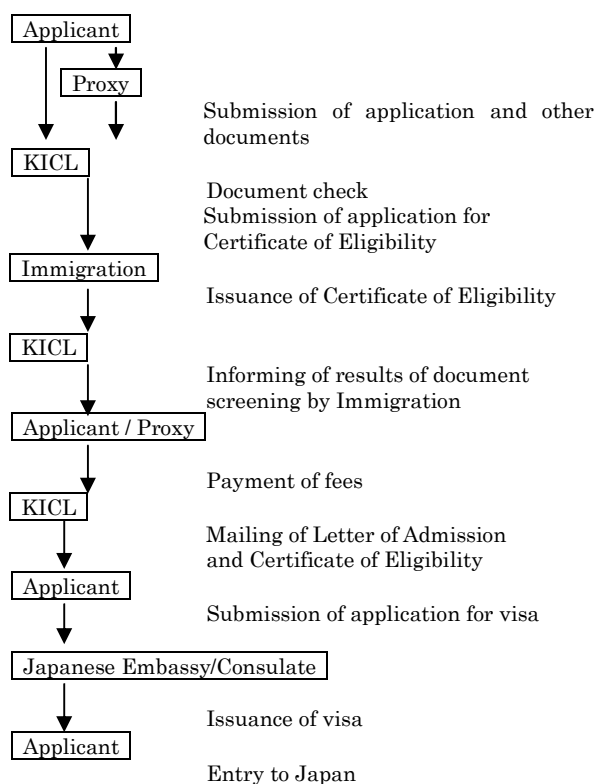 Applicant
Proxy
Submission of application and other
documents
KICL
Document check
Submission of application for
Certificate of Eligibility
Immigration
Issuance of Certificate of Eligibility
KICL
Informing of results of document
screening by Immigration
Applicant / Proxy
Payment of fees
KICL
Mailing of Letter of Admission
and Certificate of Eligibility
Applicant
Submission of application for visa
Japanese Embassy/Consulate
Issuance of visa
Applicant
Entry to Japan